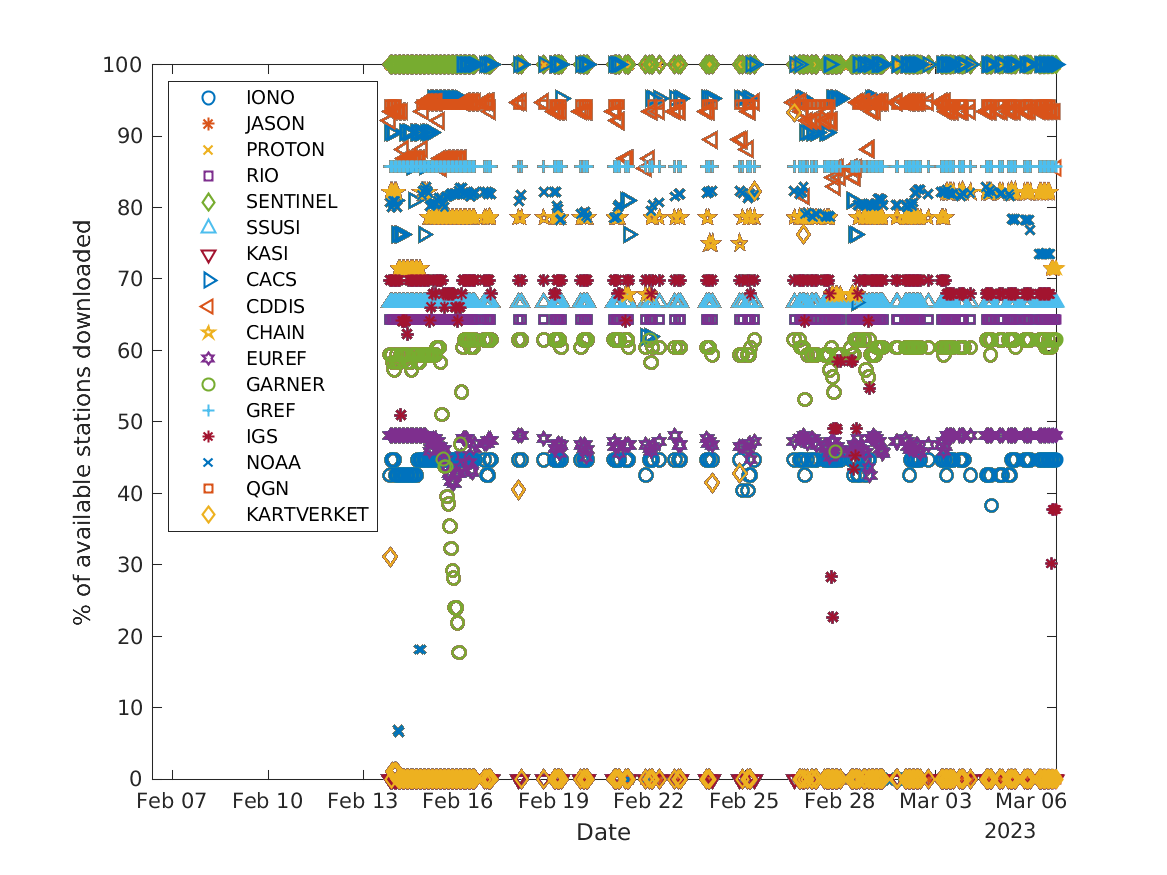 100
90
80
70
60
50
40
30
20
10
0
% of available stations downloaded
IONO
JASON
PROTON
RIO
SENTINEL
SSUSI
KASI
CACS
CDDIS
CHAIN
EUREF
GARNER
GREF
IGS
NOAA
QGN
KARTVERKET
Feb 07 Feb 10 Feb 13 Feb 16 Feb 19 Feb 22 Feb 25 Feb 28 Mar 03 Mar 06
2023
Date